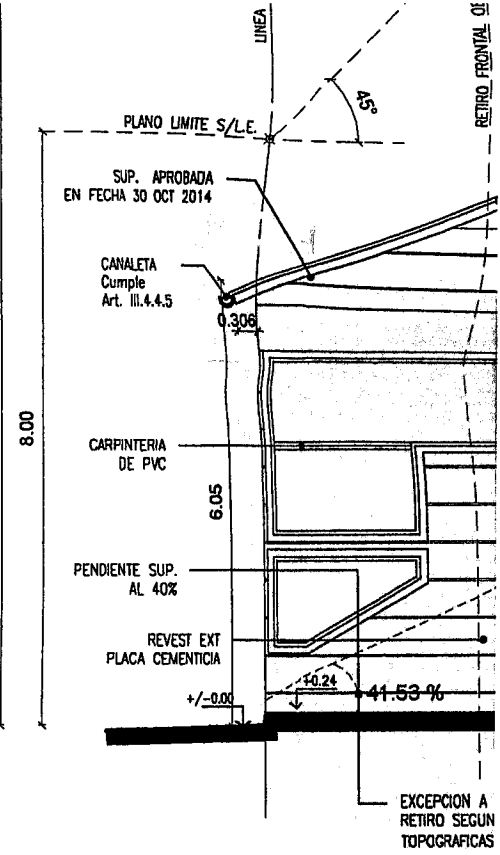 LINEA
RETIRO FRONTAL
45°
PLANO LIMITE S/L.E.
SUP. APROBADA
EN FECHA 30 OCT 2014
CANALETA
Cumple
Art. III.4.4.5
0.306
8.00
CARPINTERIA
DE PVC
6.05
PENDIENTE SUP.
AL 40%
REVEST EXT
PLACA CEMENTICIA
+/-0.00
+0.24
41.53 %
EXCEPCION A
RETIRO SEGUN
TOPOGRAFICAS